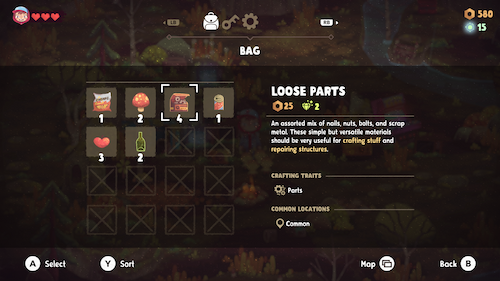 LB
RB
580
15
BAG
1
2
4
1
3
2
LOOSE PARTS
25
2
An assorted mix of nails, nuts, bolts, and scrap
metal. These simple but versatile materials
should be very useful for crafting stuff and
repairing structures.
CRAFTING TRAITS
Parts
COMMON LOCATIONS
Common
A Select
Y Sort
Map
Back B